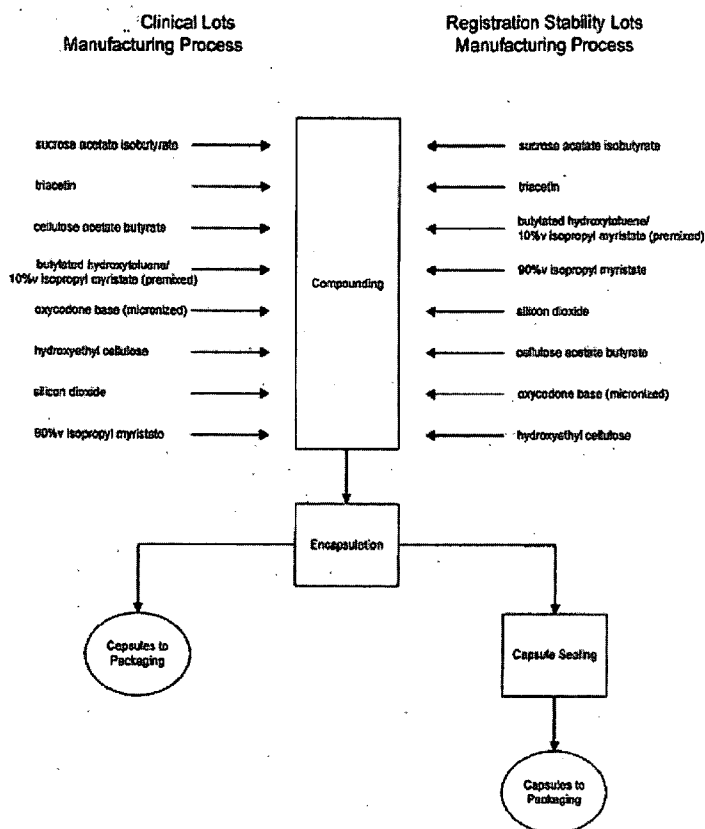 Clinical Lots
Manufacturing Process
Registration Stability Lots
Manufacturing Process
sucrose acetate isobutyrate
triacetin
cellulose acetate butyrate
butylated hydroxytoluene/
10%v isopropyl myristate (premixed)
oxycodone base (micronized)
hydroxyethyl cellulose
silicon dioxide
90%v isopropyl myristate
Compounding
sucrose acetate isobutyrate
triacetin
butylated hydroxytoluene/
10%v isopropyl myristate (premixed)
90%v isopropyl myristate
silicon dioxide
cellulose acetate butyrate
oxycodone base (micronized)
hydroxyethyl cellulose
Encapsulation
Capsules to
Packaging
Capsule Sealing
Capsules to
Packaging